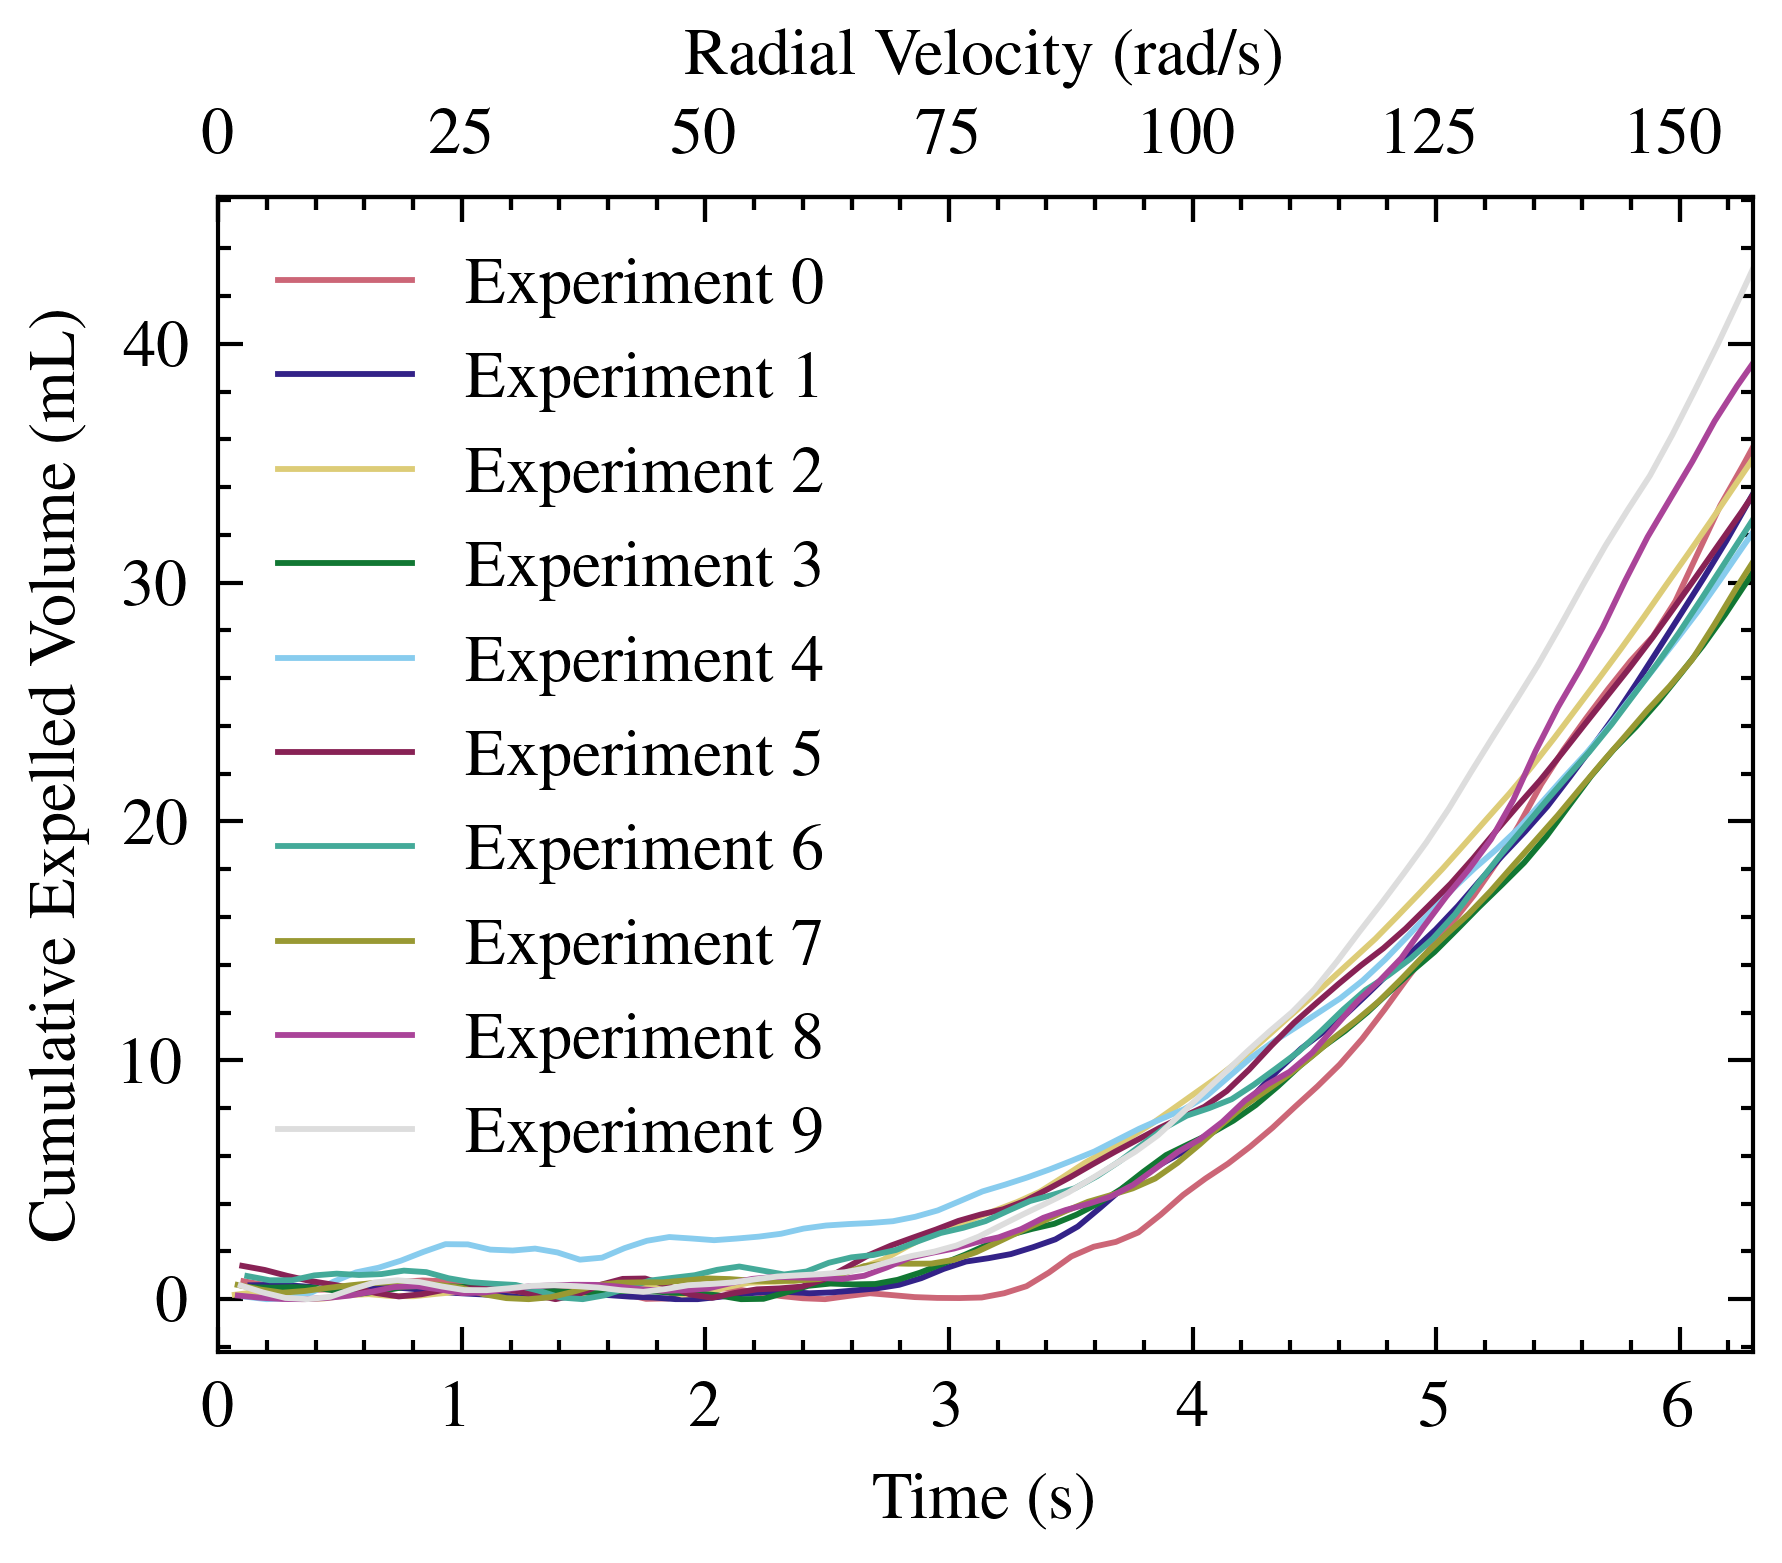 Radial Velocity (rad/s)
0 25 50 75 100 125 150
Cumulative Expelled Volume (mL)
40
30
20
10
0
Experiment 0
Experiment 1
Experiment 2
Experiment 3
Experiment 4
Experiment 5
Experiment 6
Experiment 7
Experiment 8
Experiment 9
0 1 2 3 4 5 6
Time (s)